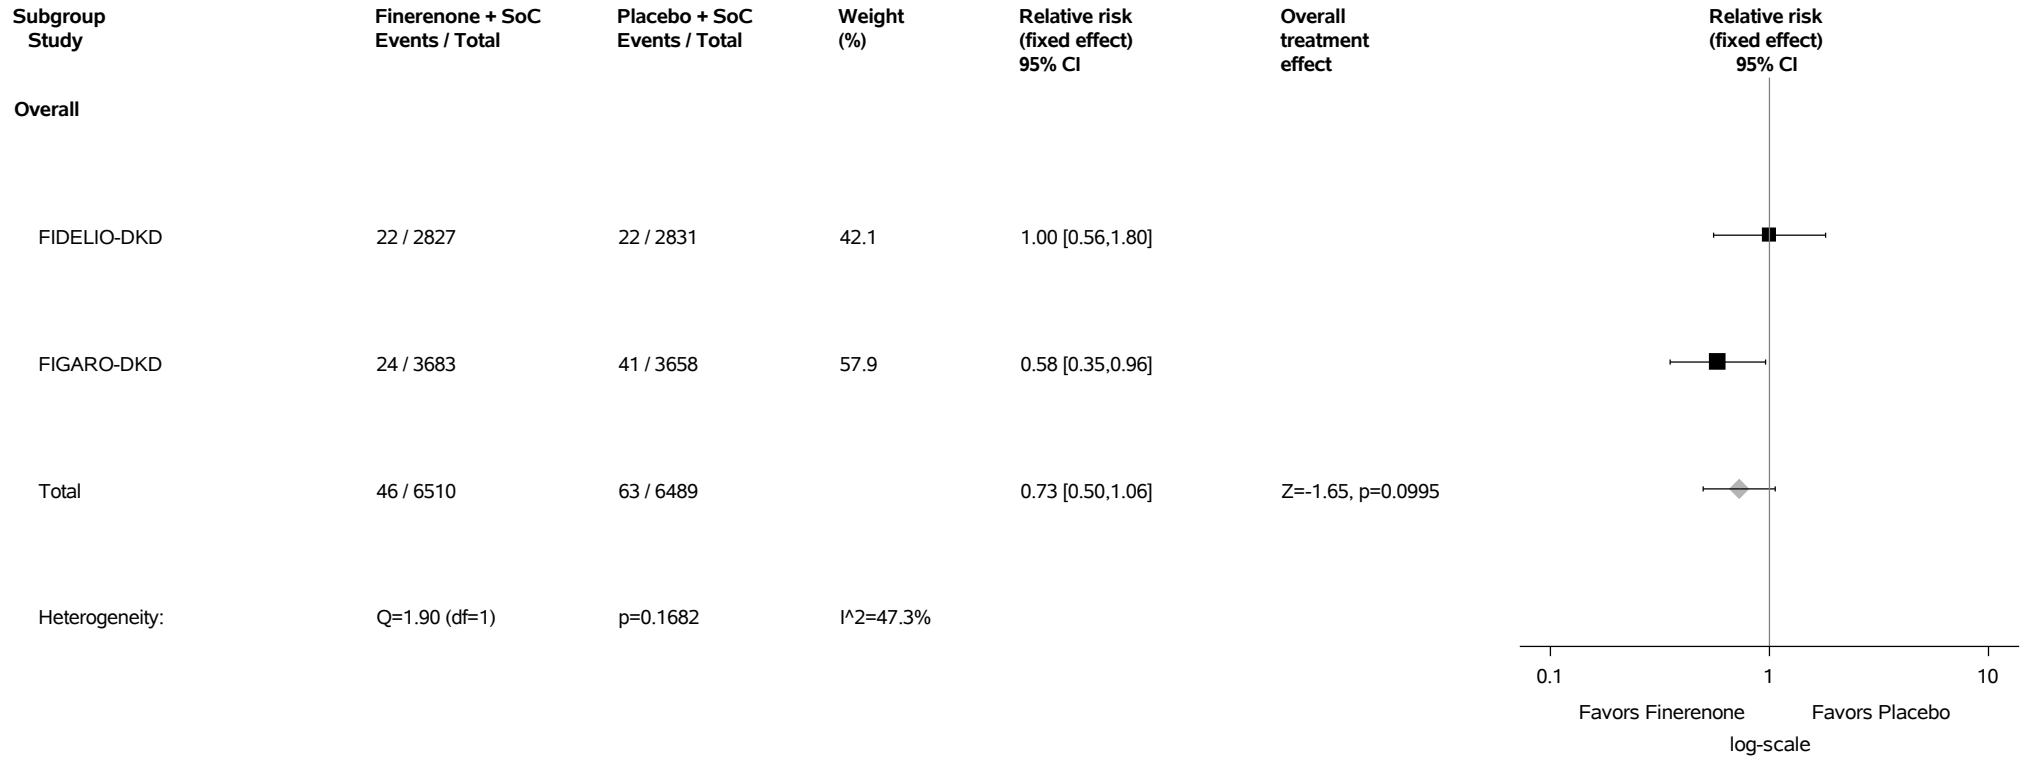 Subgroup Finerenone + SoC Placebo + SoC Weight Relative risk Overall Relative risk
Study Events / Total Events / Total (%) (fixed effect) treatment (fixed effect)
95% CI effect 95% CI
Overall
FIDELIO-DKD 22 / 2827 22 / 2831 42.1 1.00 [0.56,1.80]
FIGARO-DKD 24 / 3683 41 / 3658 57.9 0.58 [0.35,0.96]
Total 46 / 6510 63 / 6489 0.73 [0.50,1.06] Z=-1.65, p=0.0995
Heterogeneity: Q=1.90 (df=1) p=0.1682 I^2=47.3%
0.1 1 10
Favors Finerenone Favors Placebo
log-scale